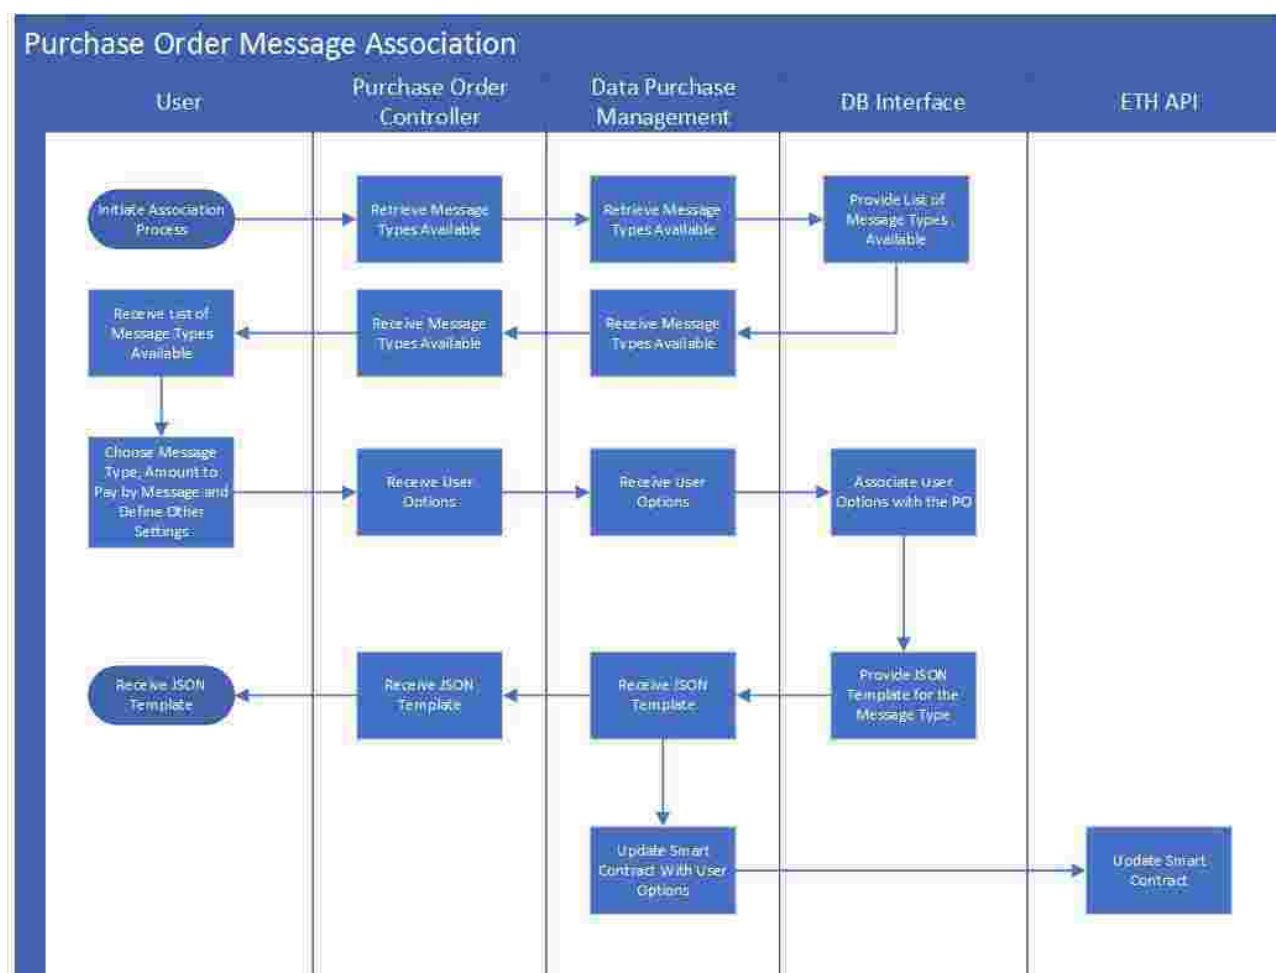 Purchase Order Message Association
User
Purchase Order
Controller
Data Purchase
Management
DB Interface
ETH API
Initiate Association
Process
Retrieve Message
Types Available
Retrieve Message
Types Available
Provide List of
Message Types
Available
Receive List of
Message Types
Available
Receive Message
Types Available
Receive Message
Types Available
Choose Message
Type, Amount to
Pay by Message and
Define Other
Settings
Receive User
Options
Receive User
Options
Associate User
Options with the PO
Receive JSON
Template
Receive JSON
Template
Receive JSON
Template
Provide JSON
Template for the
Message Type
Update Smart
Contract With User
Options
Update Smart
Contract